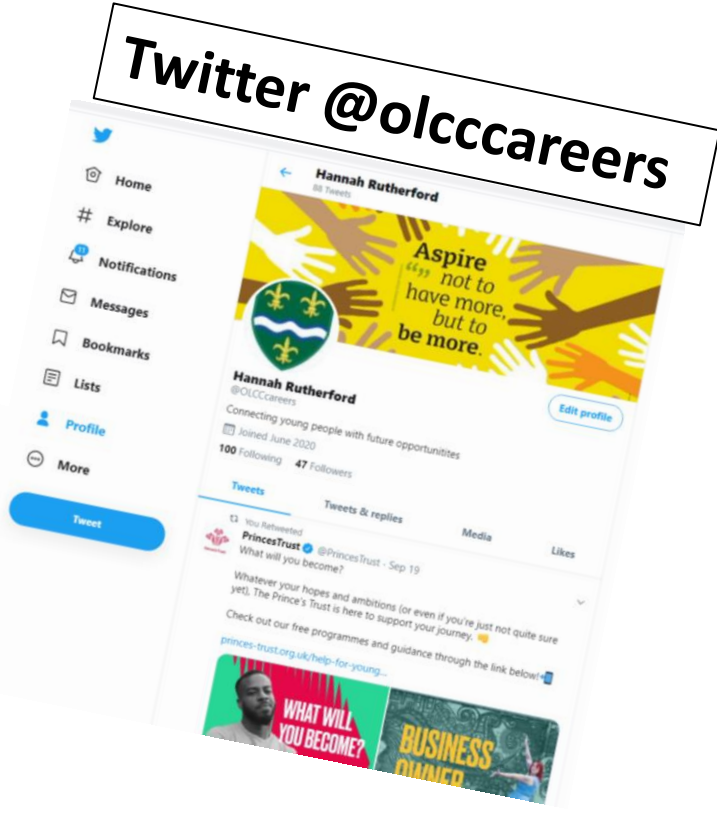 Twitter @olcccareers
Home
Explore
11
Notifications
Messages
Bookmarks
Lists
Profile
More
Tweet
Hannah Rutherford
88 Tweets
Aspire
“” not to
have more,
but to
be more.
Edit profile
Hannah Rutherford
@OLCCcareers
Connecting young people with future opportunitites
Joined June 2020
100 Following 47 Followers
Tweets Tweets & replies Media Likes
You Retweeted
PrincesTrust @PrincesTrust · Sep 19
What will you become?
Whatever your hopes and ambitions (or even if you're just not quite sure
yet), The Prince's Trust is here to support your journey.
Check out our free programmes and guidance through the link below!
princes-trust.org.uk/help-for-young...
WHAT WILL
YOU BECOME?
BUSINESS
OWNER